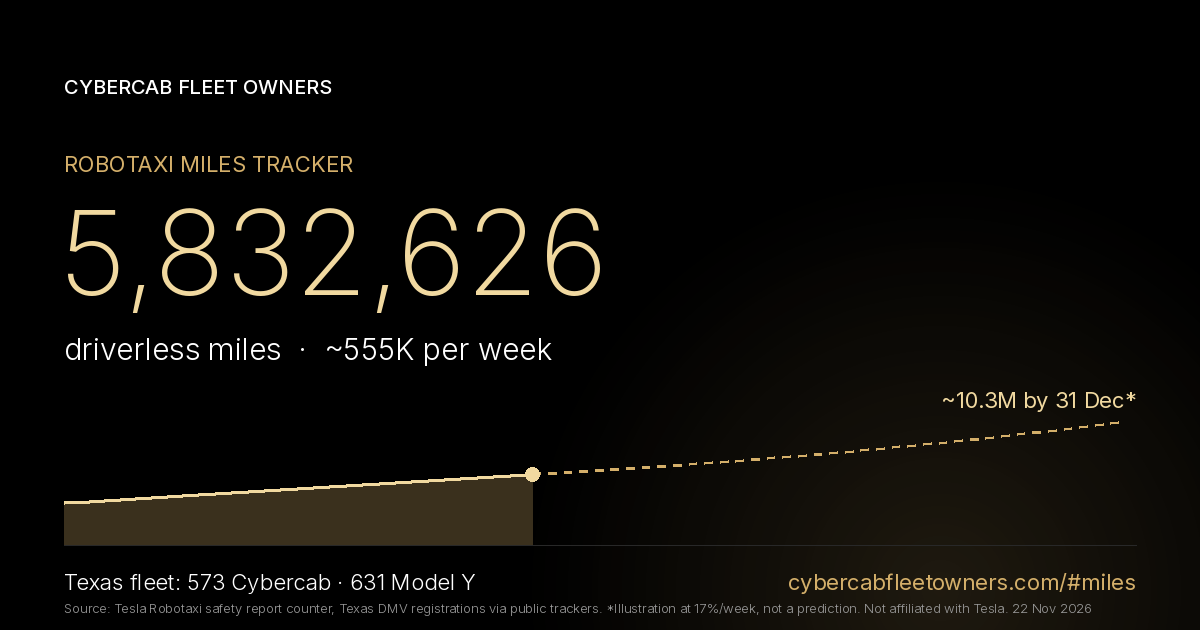 CYBERCAB FLEET OWNERS
ROBOTAXI MILES TRACKER
5,832,626
driverless miles · ~555K per week
~10.3M by 31 Dec*
Texas fleet: 573 Cybercab · 631 Model Y
cybercabfleetowners.com/#miles
Source: Tesla Robotaxi safety report counter, Texas DMV registrations via public trackers. *Illustration at 17%/week, not a prediction. Not affiliated with Tesla. 22 Nov 2026